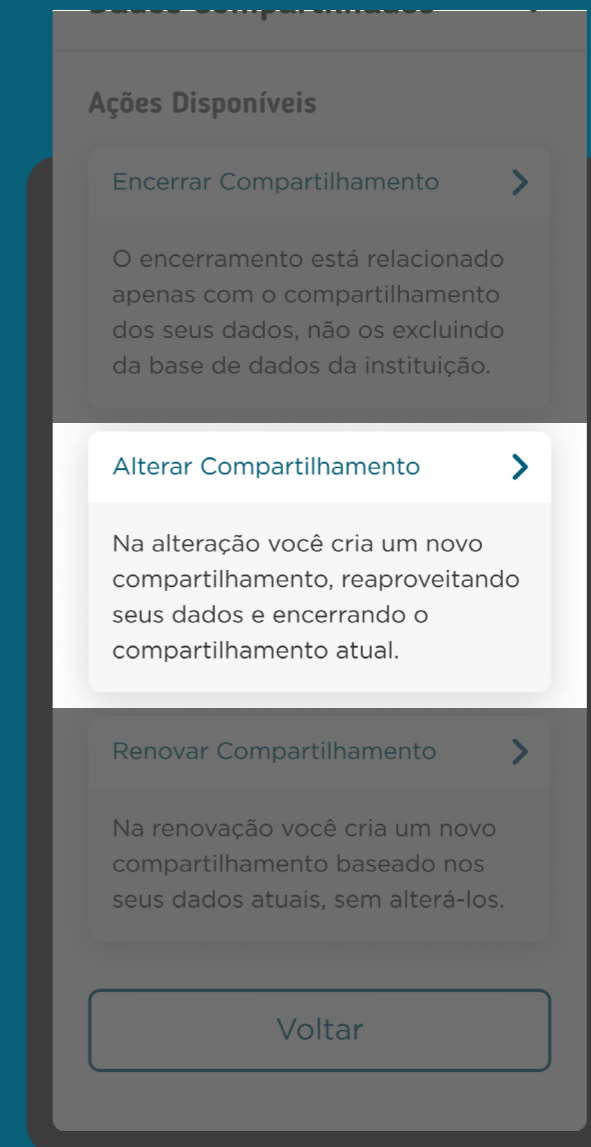 Dados Compartilhados
Ações Disponíveis
Encerrar Compartilhamento
O encerramento está relacionado
apenas com o compartilhamento
dos seus dados, não os excluindo
da base de dados da instituição.
Alterar Compartilhamento
Na alteração você cria um novo
compartilhamento, reaproveitando
seus dados e encerrando o
compartilhamento atual.
Renovar Compartilhamento
Na renovação você cria um novo
compartilhamento baseado nos
seus dados atuais, sem alterá-los.
Voltar